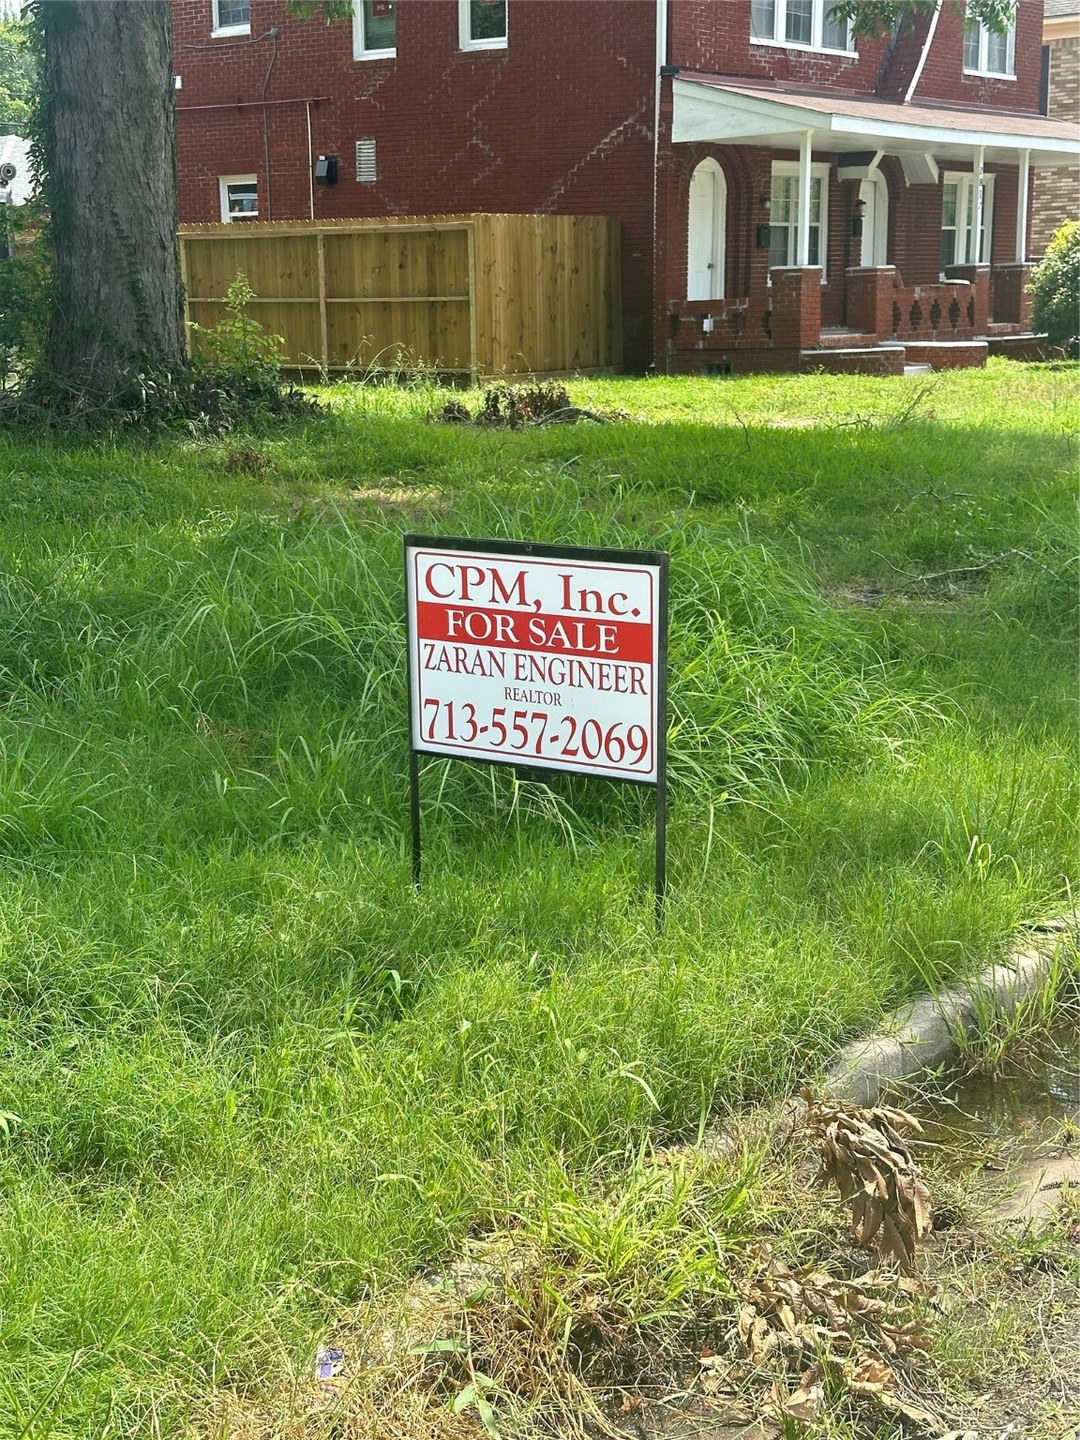 CPM, Inc.
FOR SALE
ZARAN ENGINEER
REALTOR
713-557-2069